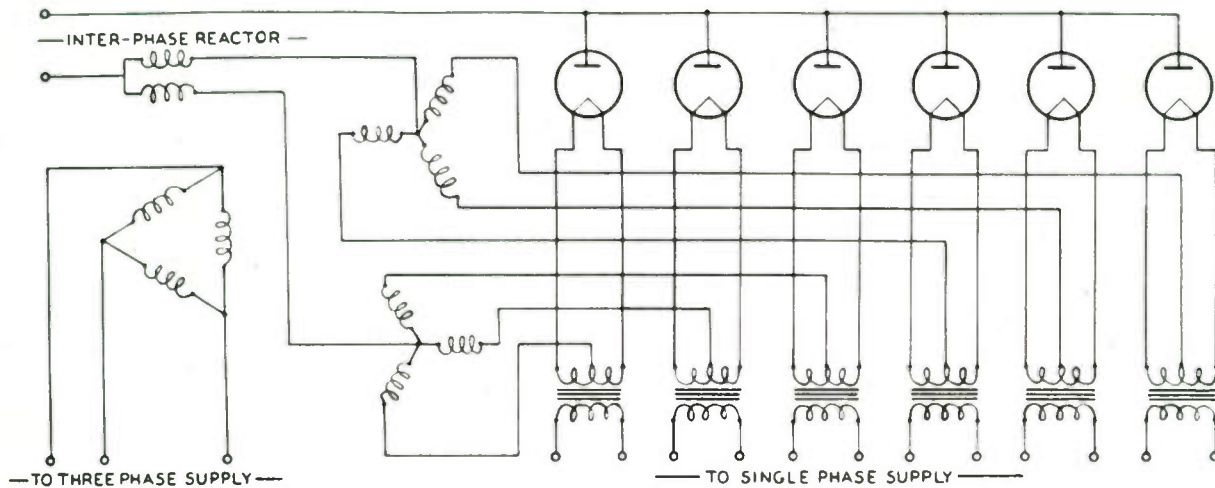 — INTER-PHASE REACTOR —
— TO THREE PHASE SUPPLY —
— TO SINGLE PHASE SUPPLY —